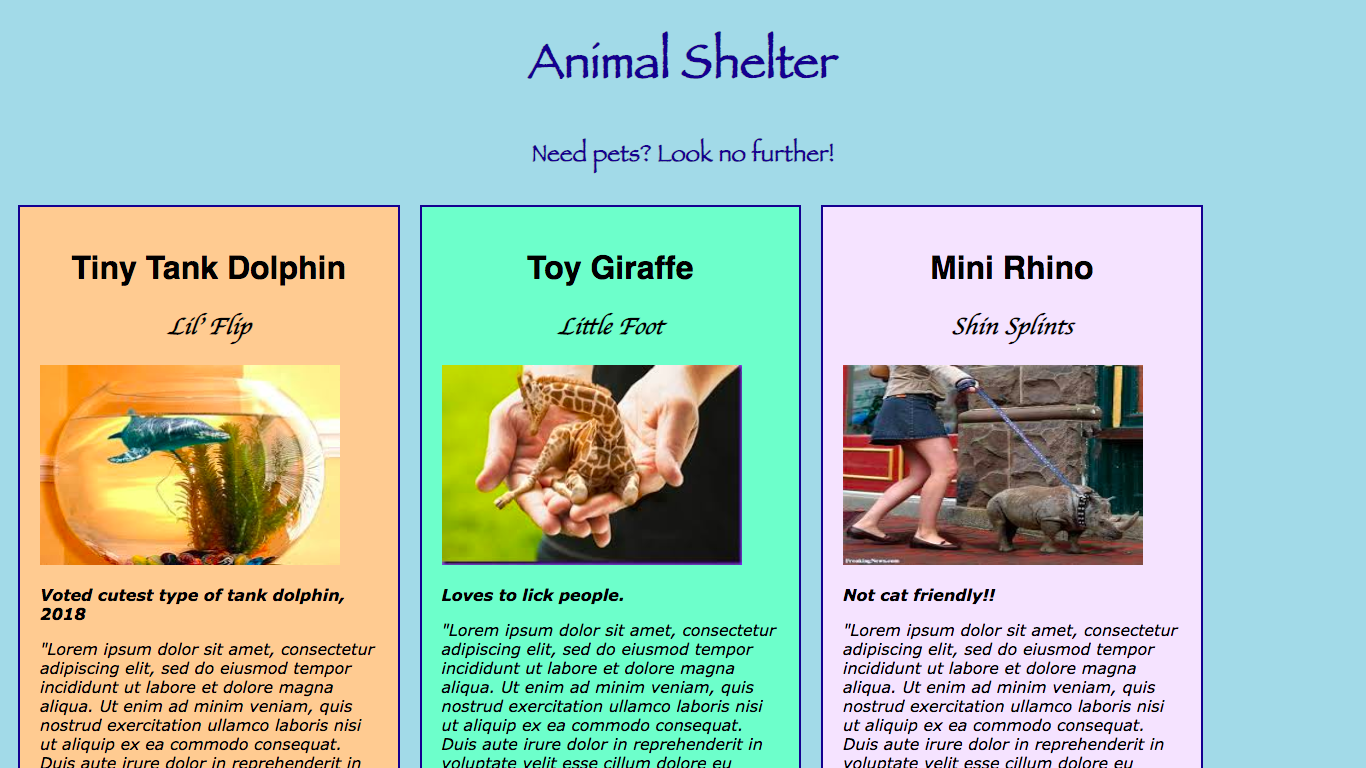 Animal Shelter
Need pets? Look no further!
Tiny Tank Dolphin
Lil' Flip
Voted cutest type of tank dolphin,
2018
"Lorem ipsum dolor sit amet, consectetur
adipiscing elit, sed do eiusmod tempor
incididunt ut labore et dolore magna
aliqua. Ut enim ad minim veniam, quis
nostrud exercitation ullamco laboris nisi
ut aliquip ex ea commodo consequat.
Duis aute irure dolor in reprehenderit in
Toy Giraffe
Little Foot
Loves to lick people.
"Lorem ipsum dolor sit amet, consectetur
adipiscing elit, sed do eiusmod tempor
incididunt ut labore et dolore magna
aliqua. Ut enim ad minim veniam, quis
nostrud exercitation ullamco laboris nisi
ut aliquip ex ea commodo consequat.
Duis aute irure dolor in reprehenderit in
voluptate velit esse cillum dolore eu
Mini Rhino
Shin Splints
FreakingNews.com
Not cat friendly!!
"Lorem ipsum dolor sit amet, consectetur
adipiscing elit, sed do eiusmod tempor
incididunt ut labore et dolore magna
aliqua. Ut enim ad minim veniam, quis
nostrud exercitation ullamco laboris nisi
ut aliquip ex ea commodo consequat.
Duis aute irure dolor in reprehenderit in
voluptate velit esse cillum dolore eu